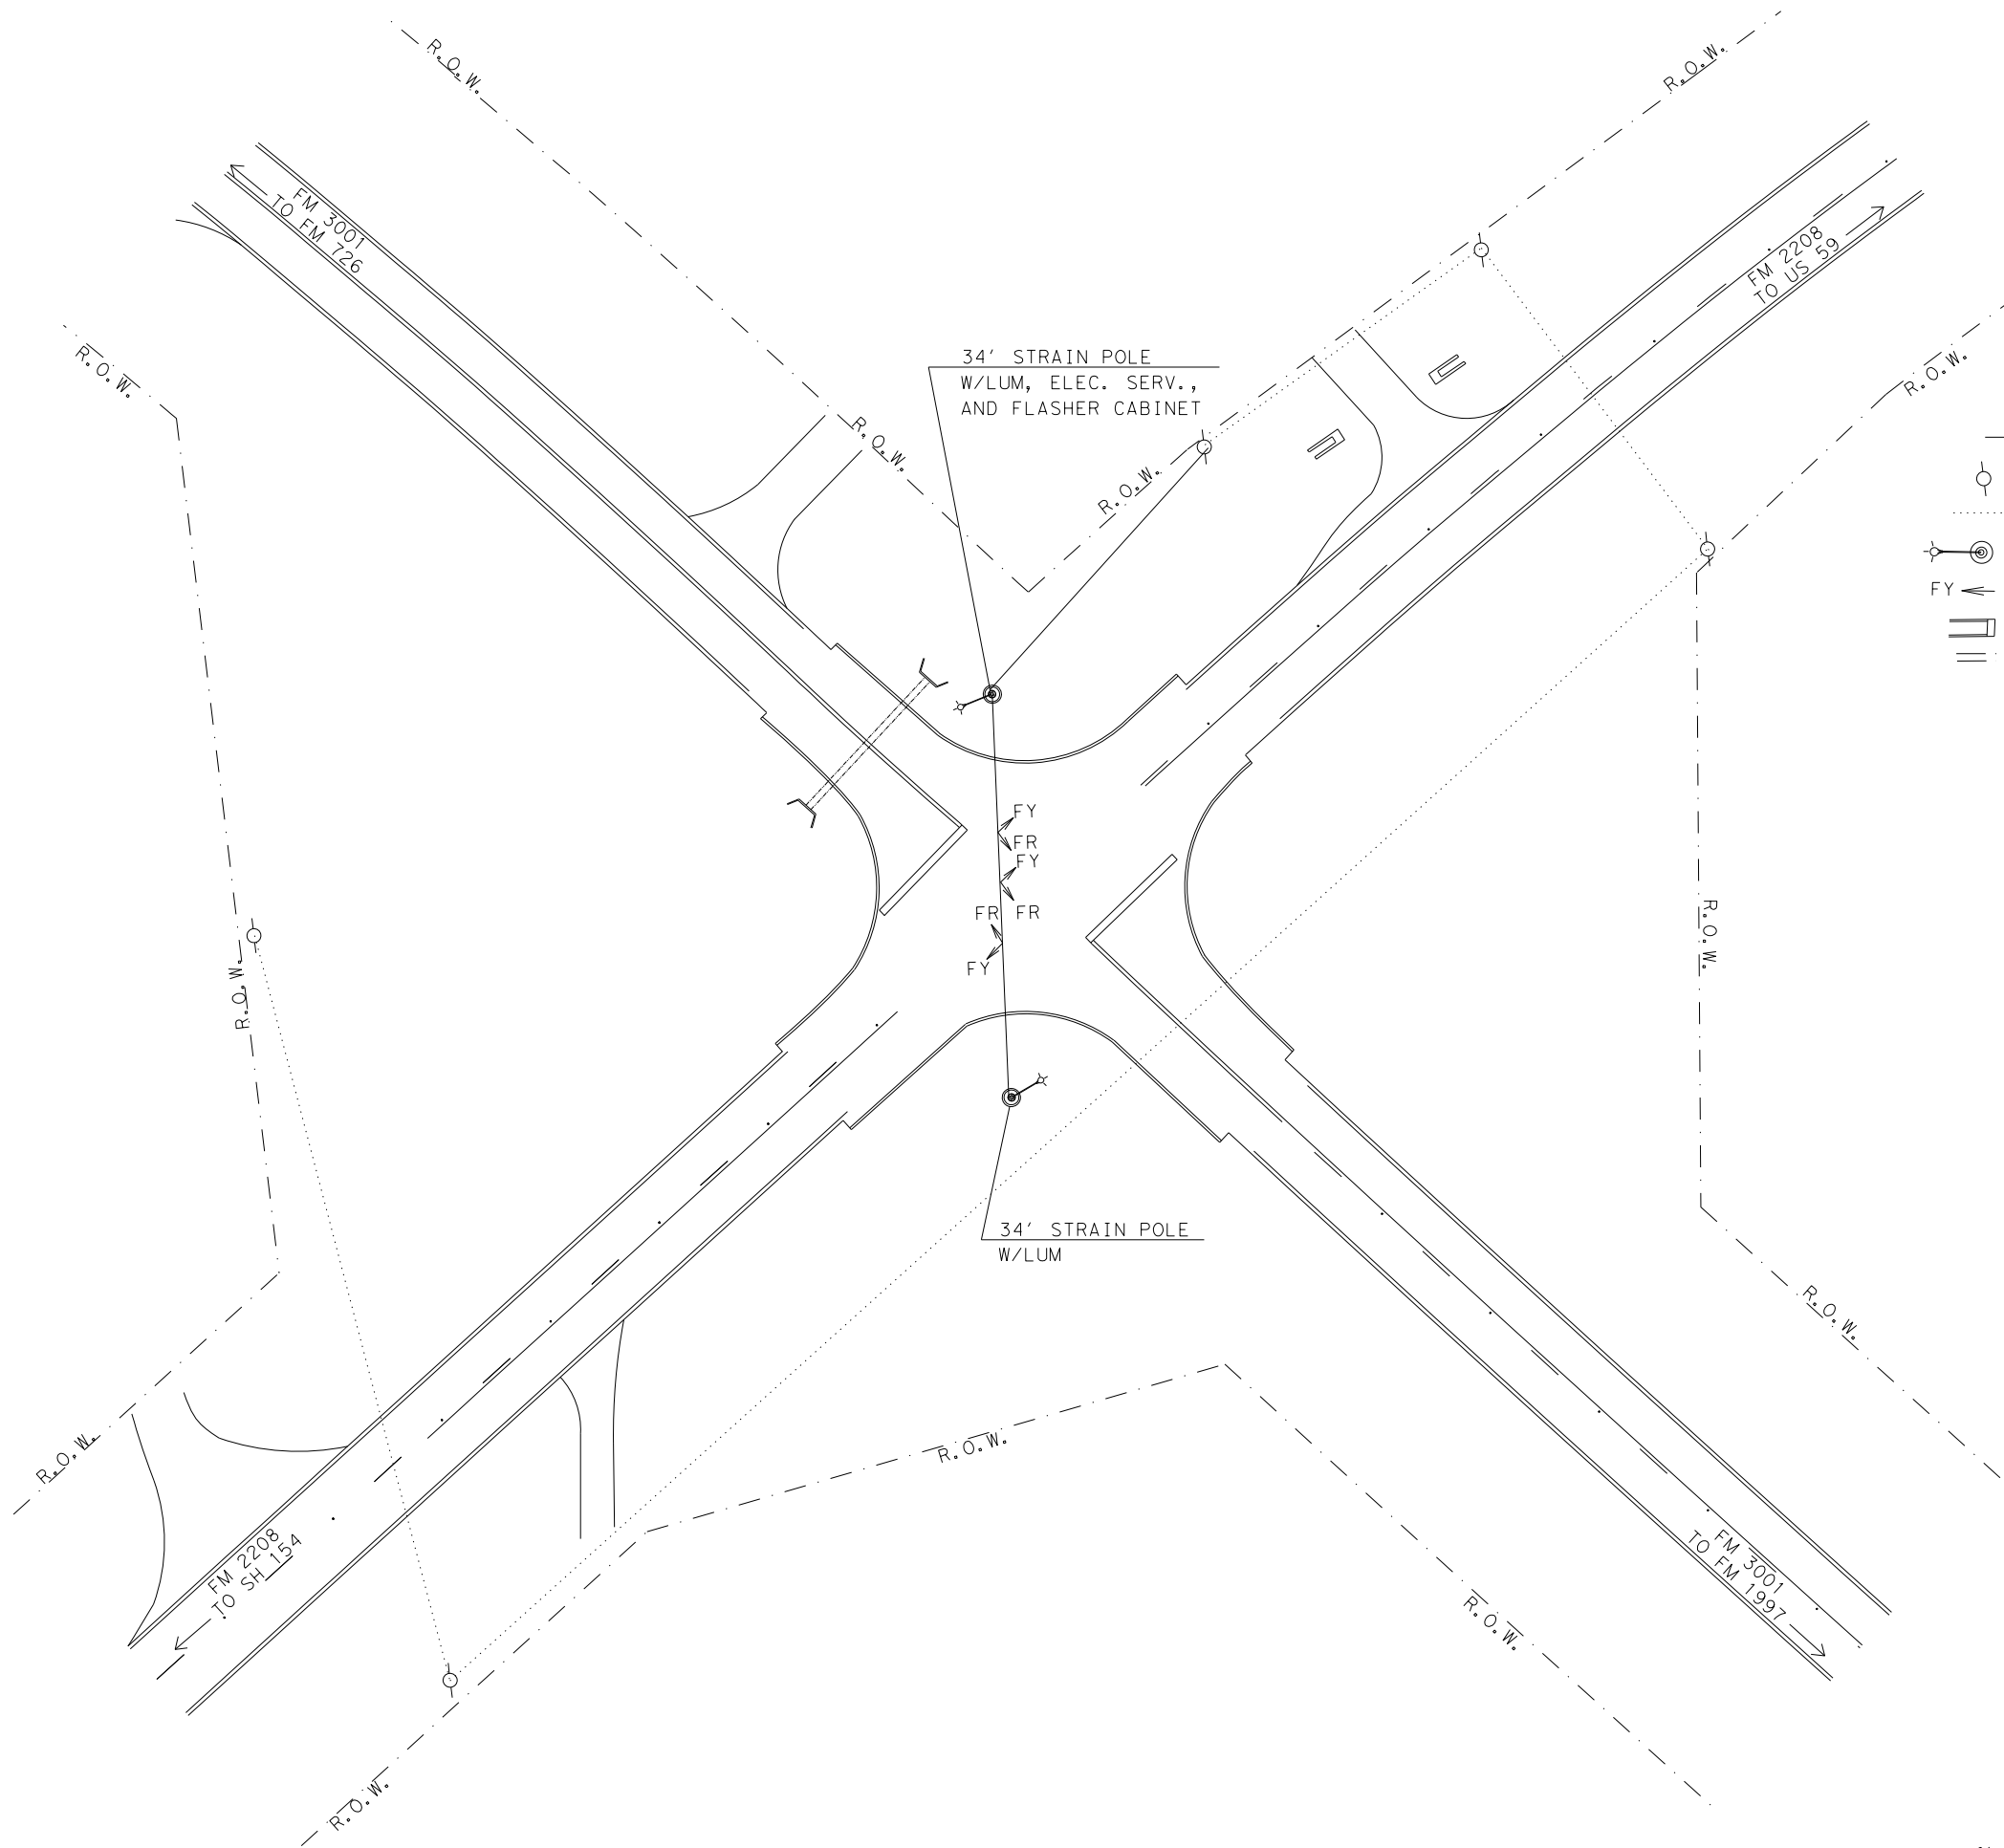 R.O.W.
R.O.W.
FM 3001
TO FM 726
FM 2208
TO US 59
R.O.W.
R.O.W.
34' STRAIN POLE
W/LUM, ELEC. SERV.,
AND FLASHER CABINET
R.O.W.
R.O.W.
FY
FY
FR
FY
FR
FR
FY
R.O.W.
R.O.W.
34' STRAIN POLE
W/LUM
R.O.W.
R.O.W.
R.O.W.
FM 2208
TO SH 154
FM 3001
TO FM 1997
R.O.W.
R.O.W.